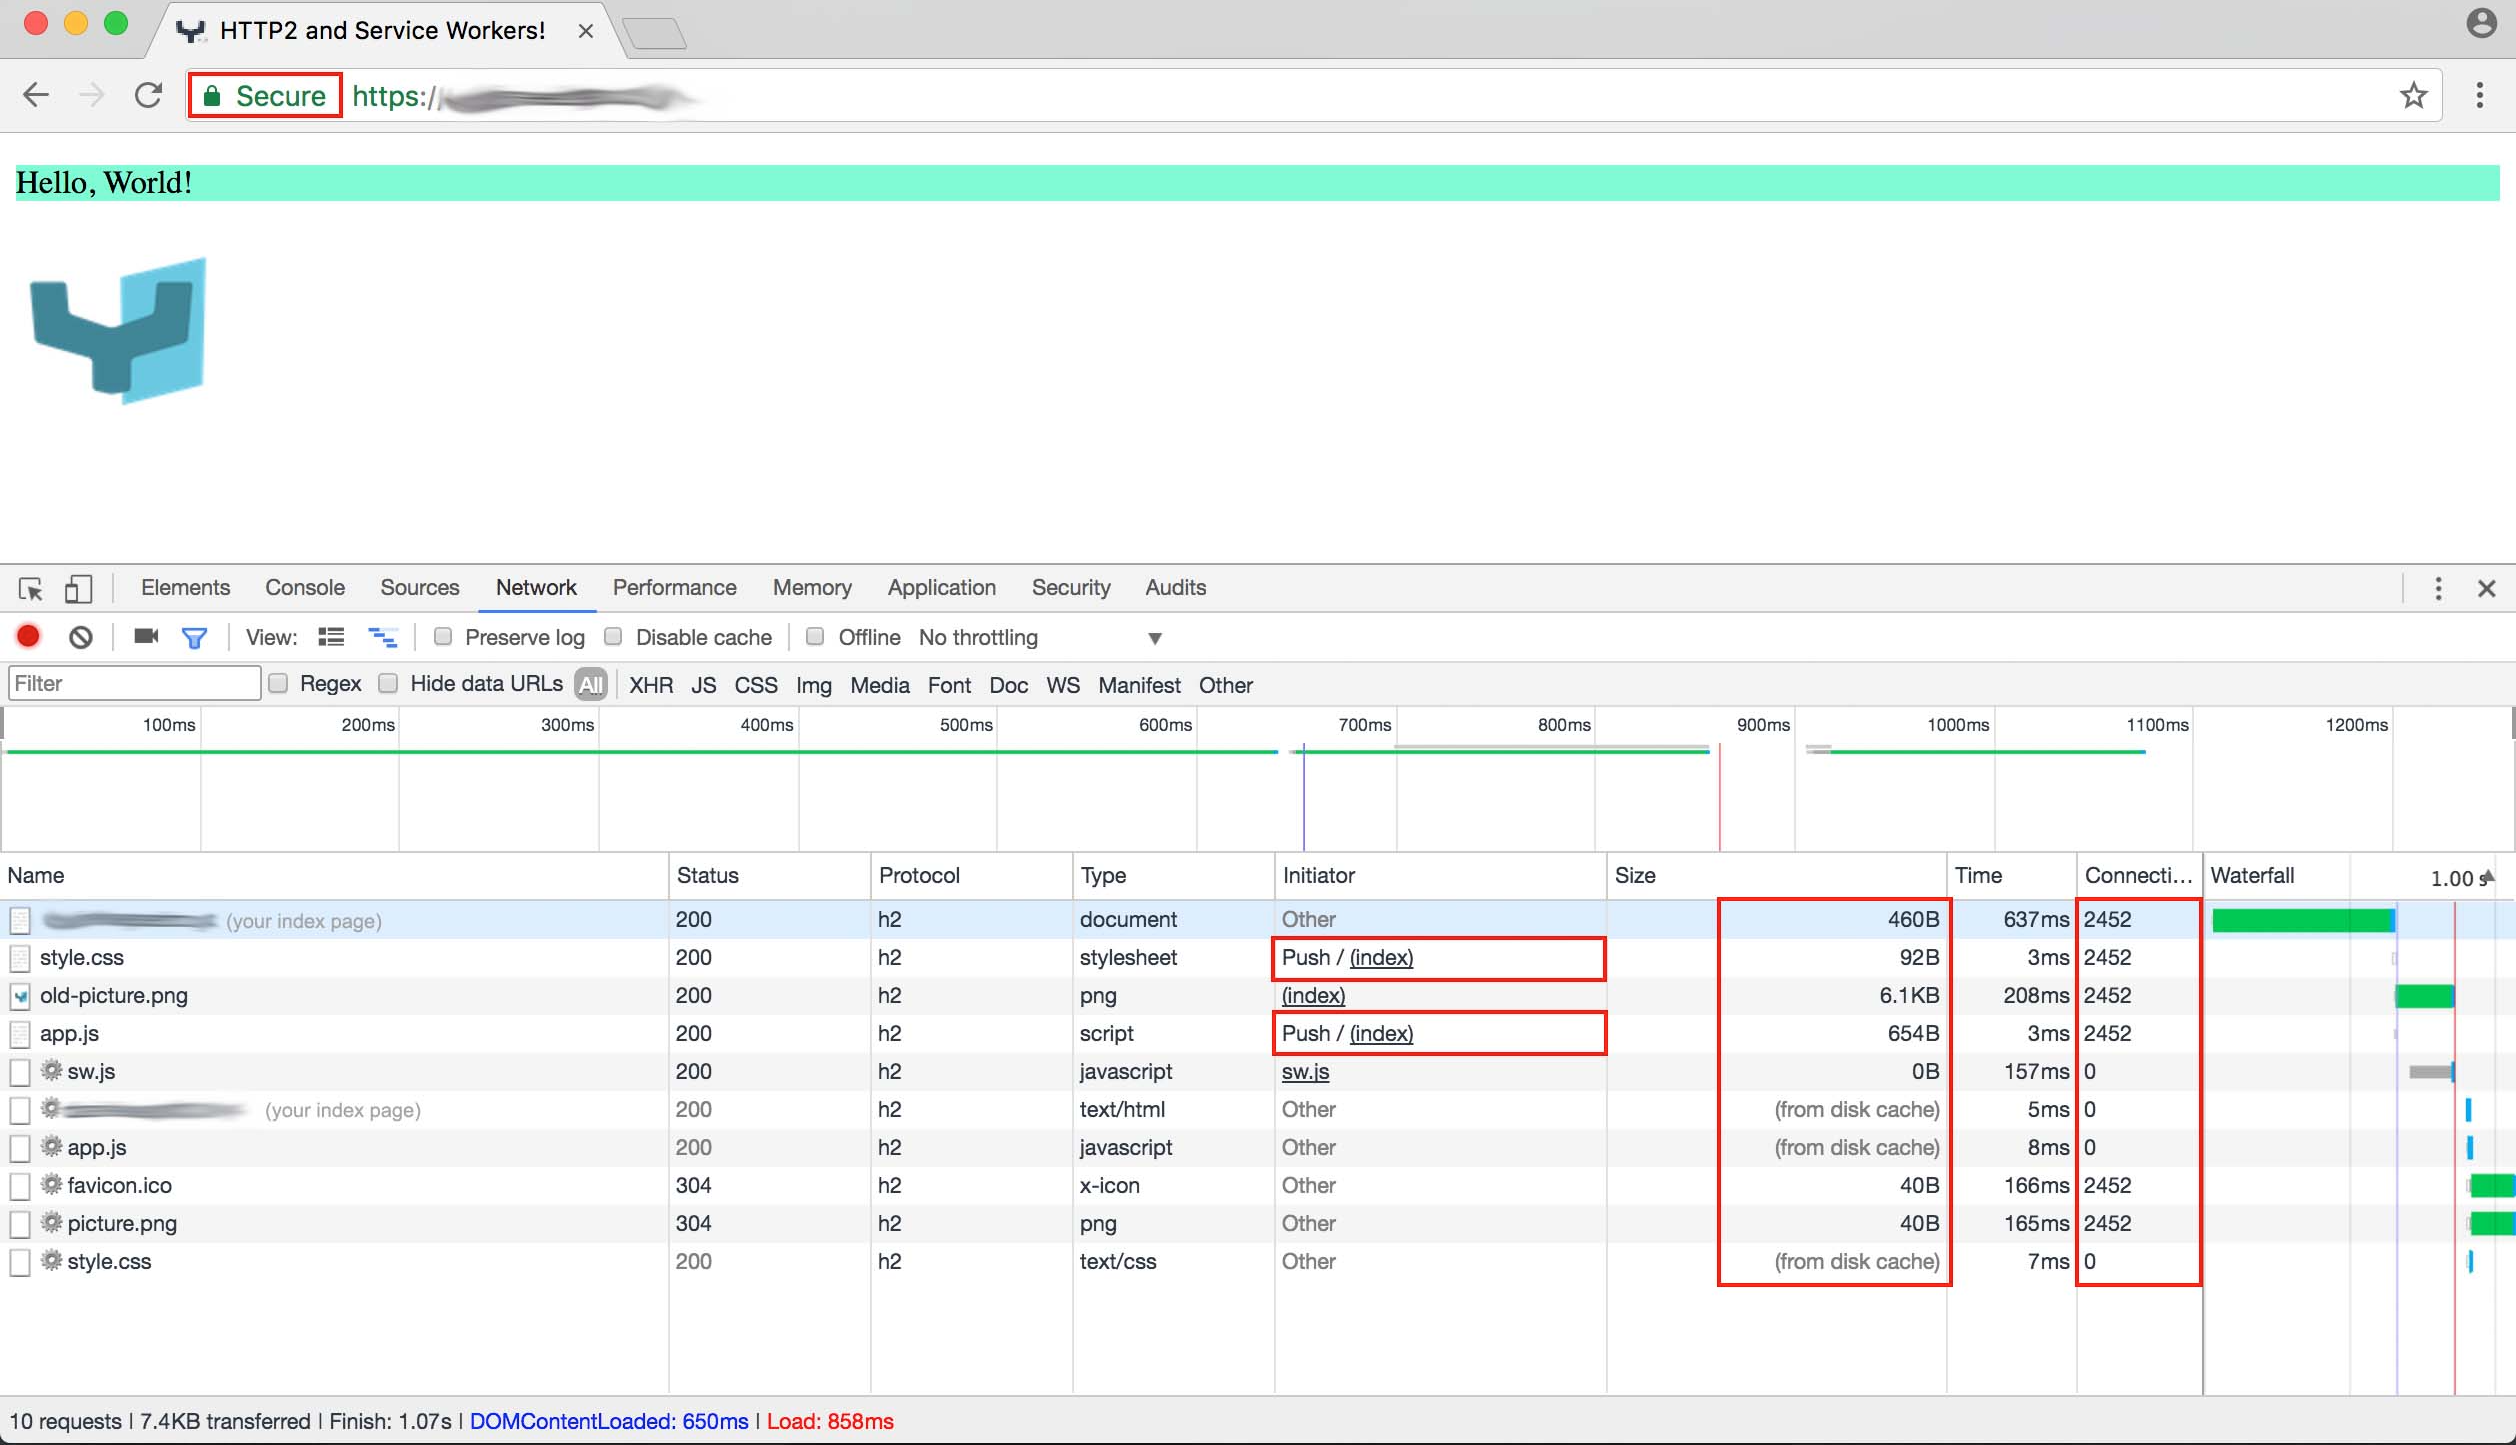 HTTP2 and Service Workers!
Secure https://
Hello, World!
Elements Console Sources Network Performance Memory Application Security Audits
View: Preserve log Disable cache Offline No throttling
Filter Regex Hide data URLs All XHR JS CSS Img Media Font Doc WS Manifest Other
100ms 200ms 300ms 400ms 500ms 600ms 700ms 800ms 900ms 1000ms 1100ms 1200ms
Name Status Protocol Type Initiator Size Time Connecti... Waterfall 1.00 s
(your index page) 200 h2 document Other 460B 637ms 2452
style.css 200 h2 stylesheet Push / (index) 92B 3ms 2452
old-picture.png 200 h2 png (index) 6.1KB 208ms 2452
app.js 200 h2 script Push / (index) 654B 3ms 2452
sw.js 200 h2 javascript sw.js 0B 157ms 0
(your index page) 200 h2 text/html Other (from disk cache) 5ms 0
app.js 200 h2 javascript Other (from disk cache) 8ms 0
favicon.ico 304 h2 x-icon Other 40B 166ms 2452
picture.png 304 h2 png Other 40B 165ms 2452
style.css 200 h2 text/css Other (from disk cache) 7ms 0
10 requests | 7.4KB transferred | Finish: 1.07s | DOMContentLoaded: 650ms | Load: 858ms